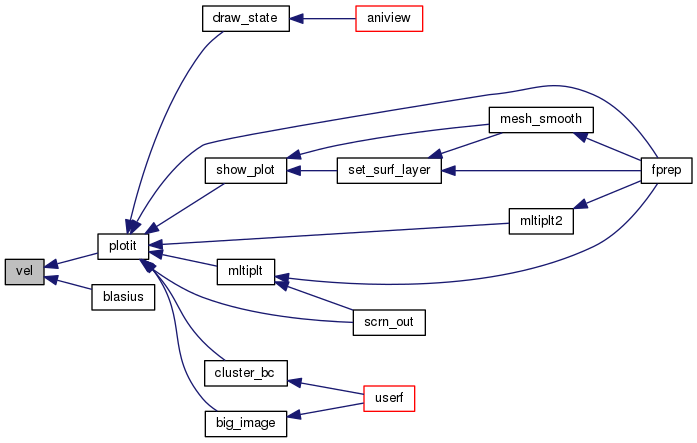 draw_state
aniview
mesh_smooth
show_plot
set_surf_layer
fprep
mltiplt2
plotit
vel
mltiplt
blasius
scrn_out
cluster_bc
userf
big_image